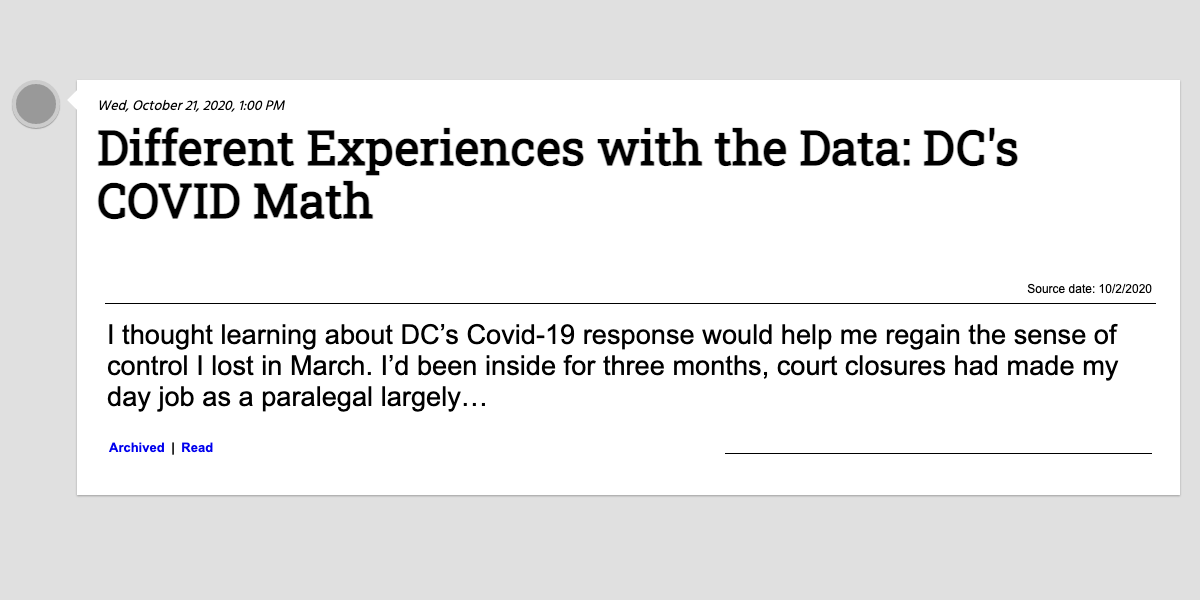 Wed, October 21, 2020, 1:00 PM
Different Experiences with the Data: DC's
COVID Math
Source date: 10/2/2020
I thought learning about DC’s Covid-19 response would help me regain the sense of
control I lost in March. I’d been inside for three months, court closures had made my
day job as a paralegal largely…
Archived | Read